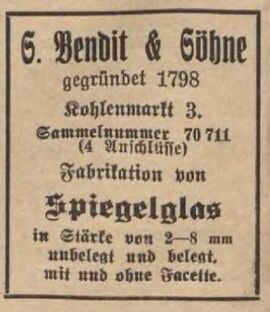 S. Bendit & Söhne
gegründet 1798
Kohlenmarkt 3.
Sammelnummer 70 711
(4 Anschlüsse)
Fabrikation von
Spiegelglas
in Stärke von 2—8 mm
unbelegt und belegt,
mit und ohne Facette.